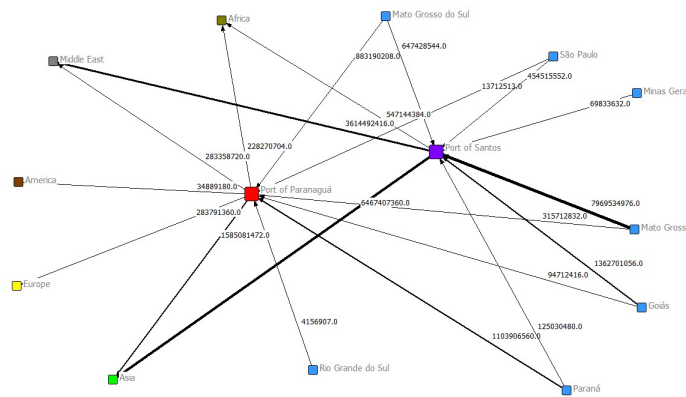 Africa
Mato Grosso do Sul
647428544.0
883190208.0
São Paulo
Middle East
454515552.0
13712513.0
Minas Gera
69833632.0
547144384.0
3614492416.0
228270704.0
Port of Santos
283358720.0
America
34889180.0
Port of Paranaguá
6467407360.0
7969534976.0
315712832.0
Mato Gross
283791360.0
1585081472.0
1362701056.0
94712416.0
Europe
Goiás
4156907.0
125030480.0
1103906560.0
Rio Grande do Sul
Asia
Paraná